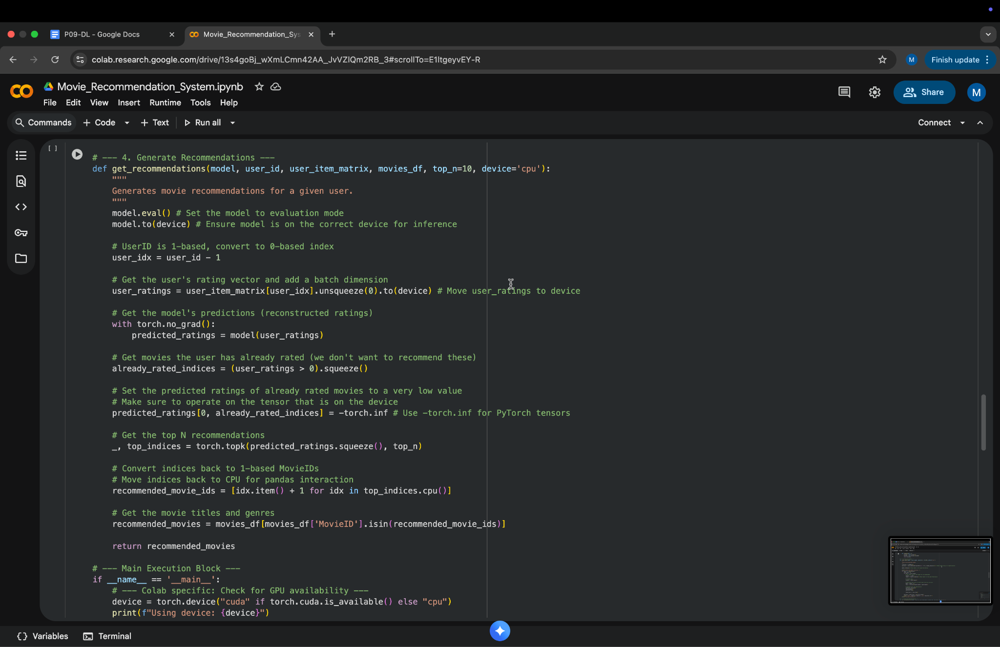 P09-DL - Google Docs
Movie_Recommendation_Sys
colab.research.google.com/drive/13s4goBj_wXmLCmn42AA_JvVZlQm2RB_3#scrollTo=E1ltgeyvEY-R
M
Finish update
CO
Movie_Recommendation_System.ipynb
Share
M
File Edit View Insert Runtime Tools Help
Commands + Code + Text Run all
Connect
[ ]
# --- 4. Generate Recommendations ---
def get_recommendations(model, user_id, user_item_matrix, movies_df, top_n=10, device='cpu'):
    """
    Generates movie recommendations for a given user.
    """
    model.eval() # Set the model to evaluation mode
    model.to(device) # Ensure model is on the correct device for inference
    # UserID is 1-based, convert to 0-based index
    user_idx = user_id - 1
    # Get the user's rating vector and add a batch dimension
    user_ratings = user_item_matrix[user_idx].unsqueeze(0).to(device) # Move user_ratings to device
    # Get the model's predictions (reconstructed ratings)
    with torch.no_grad():
        predicted_ratings = model(user_ratings)
    # Get movies the user has already rated (we don't want to recommend these)
    already_rated_indices = (user_ratings > 0).squeeze()
    # Set the predicted ratings of already rated movies to a very low value
    # Make sure to operate on the tensor that is on the device
    predicted_ratings[0, already_rated_indices] = -torch.inf # Use -torch.inf for PyTorch tensors
    # Get the top N recommendations
    _, top_indices = torch.topk(predicted_ratings.squeeze(), top_n)
    # Convert indices back to 1-based MovieIDs
    # Move indices back to CPU for pandas interaction
    recommended_movie_ids = [idx.item() + 1 for idx in top_indices.cpu()]
    # Get the movie titles and genres
    recommended_movies = movies_df[movies_df['MovieID'].isin(recommended_movie_ids)]
    return recommended_movies
# --- Main Execution Block ---
if __name__ == '__main__':
    # --- Colab specific: Check for GPU availability ---
    device = torch.device("cuda" if torch.cuda.is_available() else "cpu")
    print(f"Using device: {device}")
{} Variables
Terminal